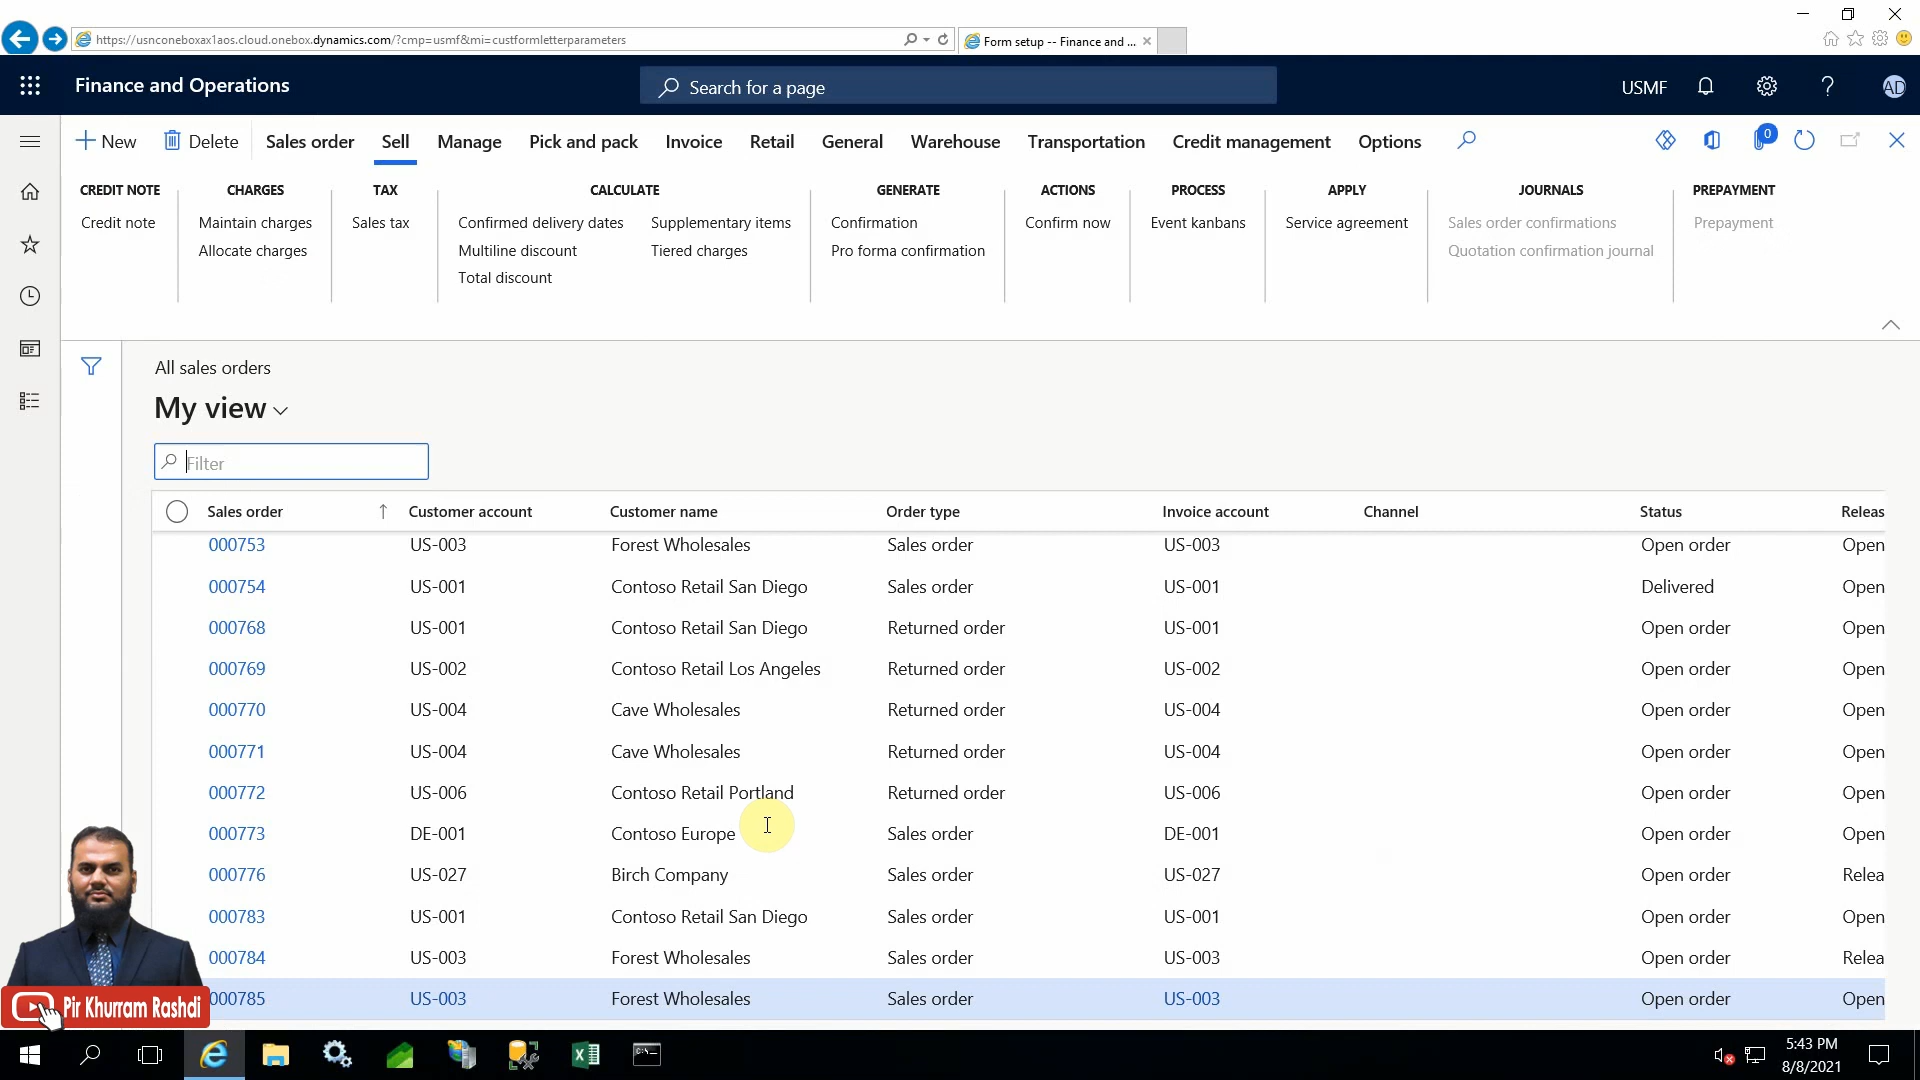 https://usnconeboxax1aos.cloud.onebox.dynamics.com/?cmp=usmf&mi=custformletterparameters
Form setup -- Finance and ...
Finance and Operations
Search for a page
USMF
?
AD
New Delete Sales order Sell Manage Pick and pack Invoice Retail General Warehouse Transportation Credit management Options
0
CREDIT NOTE CHARGES TAX CALCULATE GENERATE ACTIONS PROCESS APPLY JOURNALS PREPAYMENT
Credit note Maintain charges Sales tax Confirmed delivery dates Supplementary items Confirmation Confirm now Event kanbans Service agreement Sales order confirmations Prepayment
Allocate charges Multiline discount Tiered charges Pro forma confirmation Quotation confirmation journal
Total discount
All sales orders
My view
Filter
Sales order Customer account Customer name Order type Invoice account Channel Status Releas
000753 US-003 Forest Wholesales Sales order US-003 Open order Open
000754 US-001 Contoso Retail San Diego Sales order US-001 Delivered Open
000768 US-001 Contoso Retail San Diego Returned order US-001 Open order Open
000769 US-002 Contoso Retail Los Angeles Returned order US-002 Open order Open
000770 US-004 Cave Wholesales Returned order US-004 Open order Open
000771 US-004 Cave Wholesales Returned order US-004 Open order Open
000772 US-006 Contoso Retail Portland Returned order US-006 Open order Open
000773 DE-001 Contoso Europe Sales order DE-001 Open order Open
000776 US-027 Birch Company Sales order US-027 Open order Relea
000783 US-001 Contoso Retail San Diego Sales order US-001 Open order Open
000784 US-003 Forest Wholesales Sales order US-003 Open order Relea
000785 US-003 Forest Wholesales Sales order US-003 Open order Open
Pir Khurram Rashdi
5:43 PM
8/8/2021